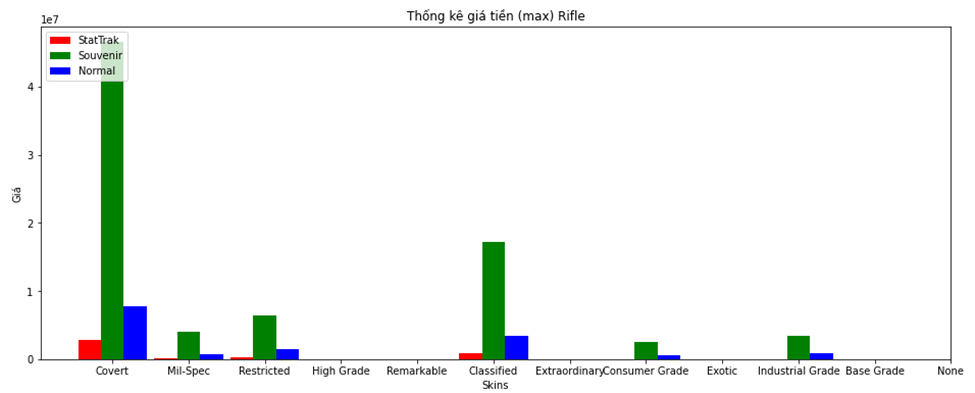 Thống kê giá tiền (max) Rifle
1e7
StatTrak
Souvenir
Normal
4
3
2
1
0
Giá
Covert Mil-Spec Restricted High Grade Remarkable Classified Extraordinary Consumer Grade Exotic Industrial Grade Base Grade None
Skins